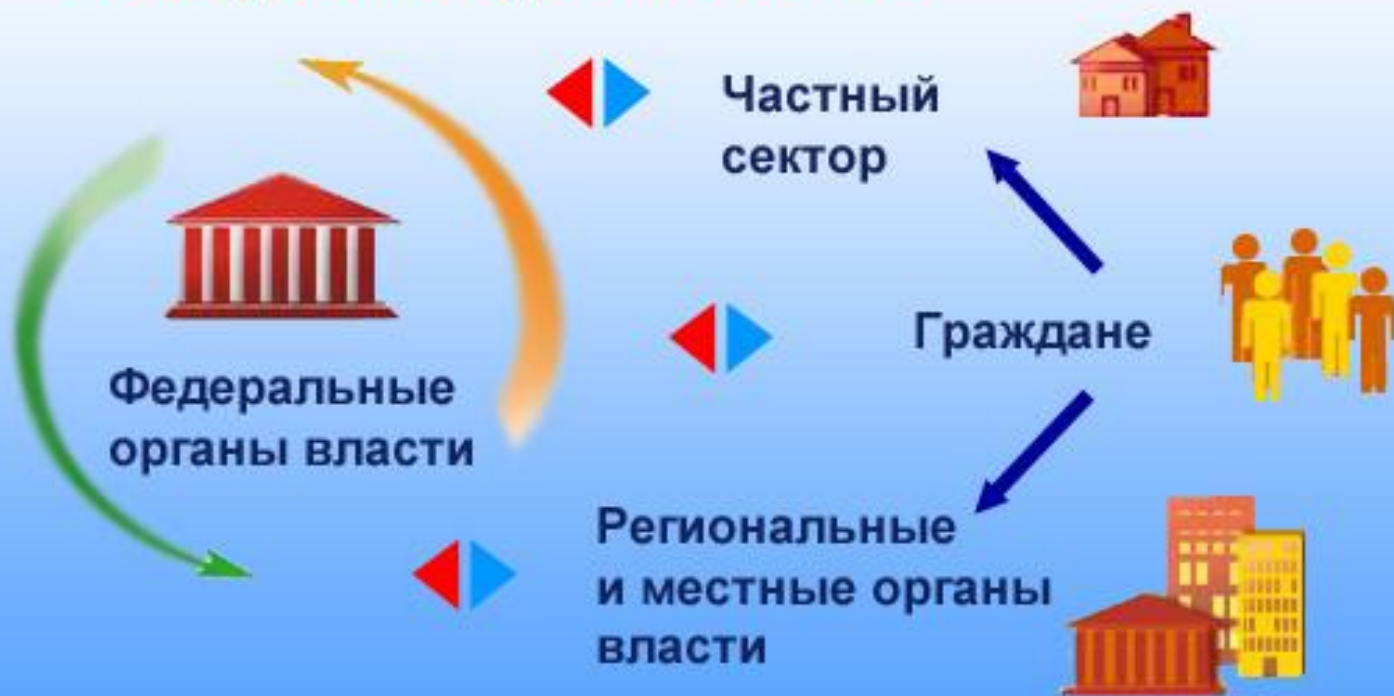 Частный
сектор
Граждане
Федеральные
органы власти
Региональные
и местные органы
власти